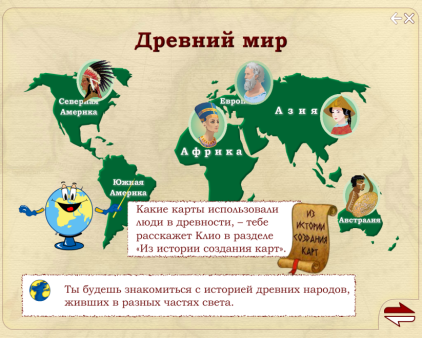 Древний мир
Северная
Америка
Европа
Азия
Африка
Южная
Америка
Австралия
Какие карты использовали
люди в древности, – тебе
расскажет Клио в разделе
«Из истории создания карт».
ИЗ
ИСТОРИИ
СОЗДАНИЯ
КАРТ
Ты будешь знакомиться с историей древних народов,
живших в разных частях света.